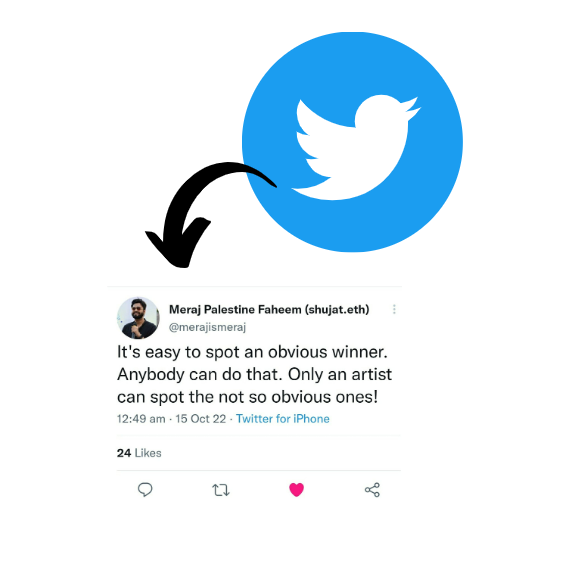 Meraj Palestine Faheem (shujat.eth)
@merajismeraj
It's easy to spot an obvious winner.
Anybody can do that. Only an artist
can spot the not so obvious ones!
12:49 am · 15 Oct 22 · Twitter for iPhone
24 Likes